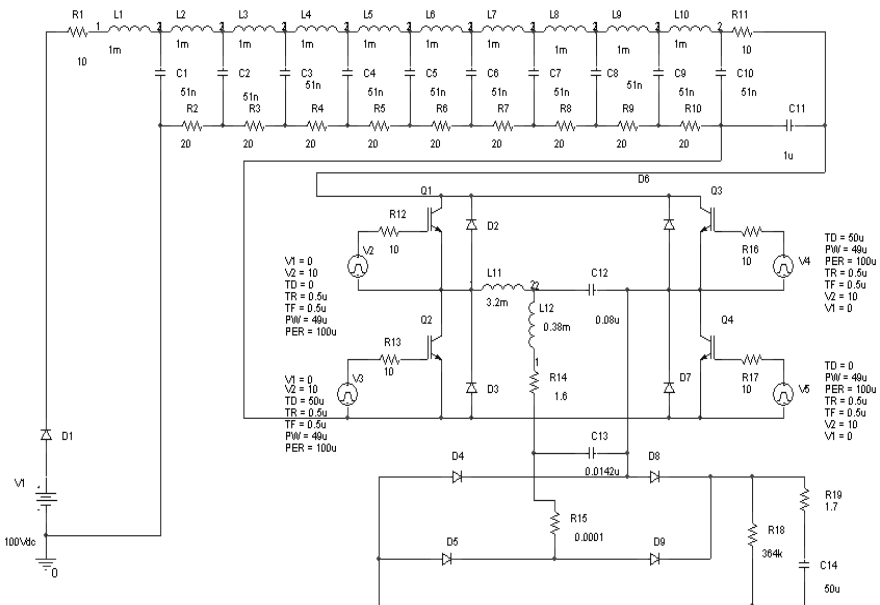 R1 L1 L2 L3 L4 L5 L6 L7 L8 L9 L10 R11
1 2 2 2 2 2 2 2 2 2 2
10 1m 1m 1m 1m 1m 1m 1m 1m 1m 1m 10
C1 C2 C3 C4 C5 C6 C7 C8 C9 C10
51n 51n 51n 51n 51n 51n 51n 51n 51n 51n
R2 R3 R4 R5 R6 R7 R8 R9 R10 C11
20 20 20 20 20 20 20 20 20
1u
D6
Q1 Q3
R12
10
V2
D2
R16
10
V4
V1 = 0
V2 = 10
TD = 0
TR = 0.5u
TF = 0.5u
PW = 49u
PER = 100u
TD = 50u
PW = 49u
PER = 100u
TR = 0.5u
TF = 0.5u
V2 = 10
V1 = 0
1 L11 22 C12
3.2m
L12
0.38m
0.08u
1
Q2 Q4
R13
10
V3
D3
R14
1.6
D7
R17
10
V5
V1 = 0
V2 = 10
TD = 50u
TR = 0.5u
TF = 0.5u
PW = 49u
PER = 100u
TD = 0
PW = 49u
PER = 100u
TR = 0.5u
TF = 0.5u
V2 = 10
V1 = 0
D1
C13
0.0142u
D4 D8
V1
100Vdc
0
R15
0.0001
D5 D9
R18
364k
R19
1.7
C14
50u